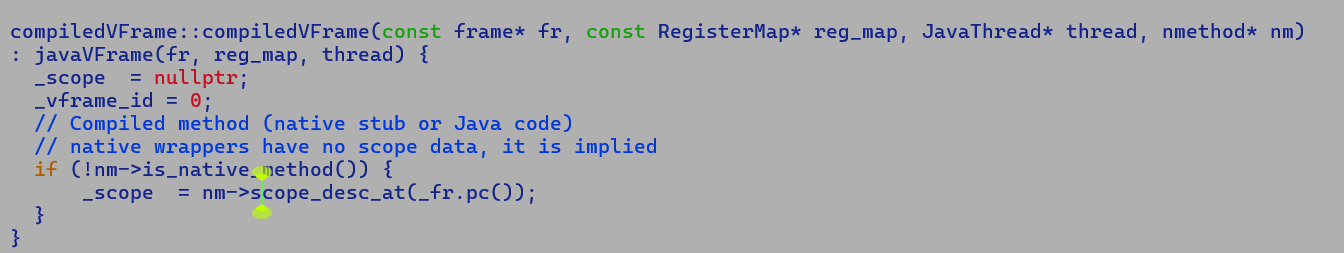 compiledVFrame::compiledVFrame(const frame* fr, const RegisterMap* reg_map, JavaThread* thread, nmethod* nm)
: javaVFrame(fr, reg_map, thread) {
  _scope  = nullptr;
  _vframe_id = 0;
  // Compiled method (native stub or Java code)
  // native wrappers have no scope data, it is implied
  if (!nm->is_native_method()) {
      _scope  = nm->scope_desc_at(_fr.pc());
  }
}